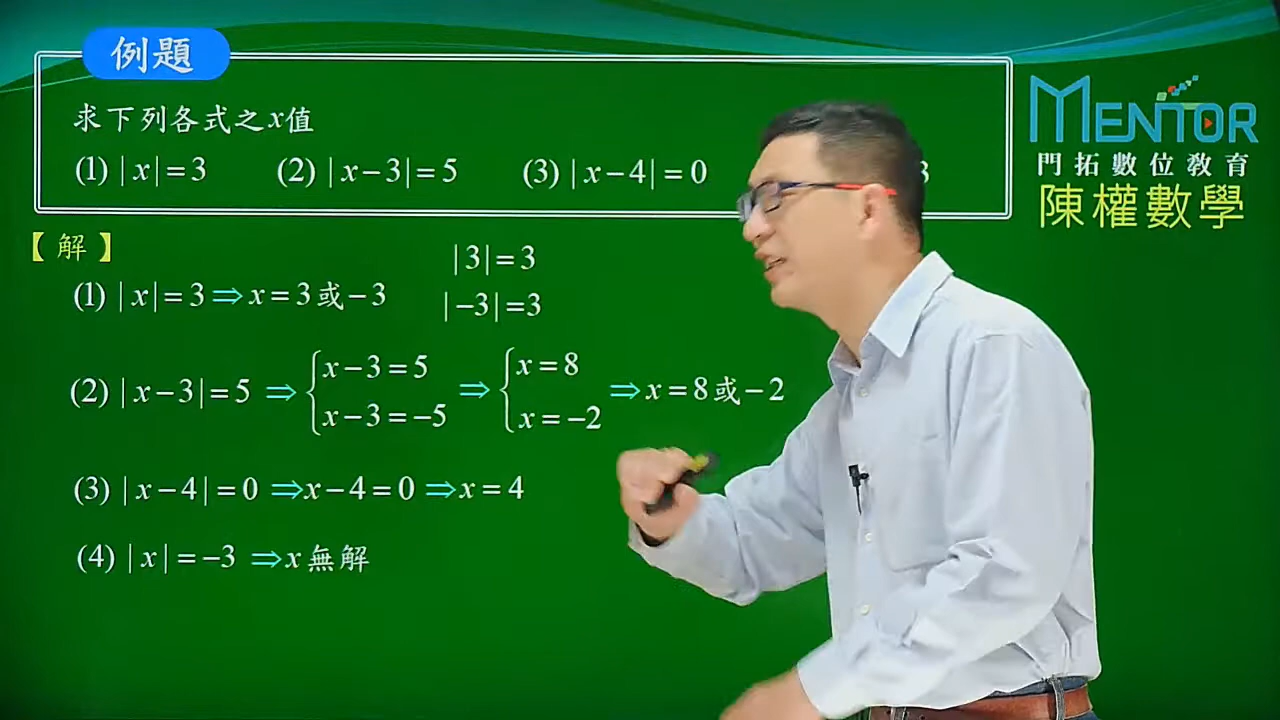 例題
求下列各式之x值
(1) |x|=3 (2) |x−3|=5 (3) |x−4|=0 3
MENTOR
門拓數位教育
陳權數學
【解】
|3|=3
(1) |x|=3⇒x=3或−3
|−3|=3
(2) |x−3|=5 ⇒ { x−3=5 x−3=−5 ⇒ { x=8 x=−2 ⇒ x=8或−2
(3) |x−4|=0 ⇒x−4=0 ⇒x=4
(4) |x|=−3 ⇒x無解